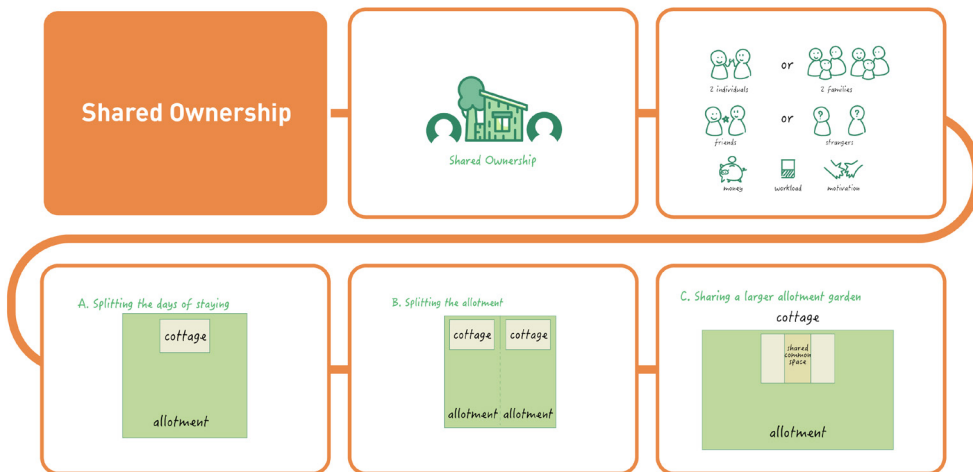 Shared Ownership
Shared Ownership
or
2 individuals
2 families
or
? ?
friends
strangers
money
workload
motivation
A. Splitting the days of staying
cottage
allotment
B. Splitting the allotment
cottage cottage
allotment allotment
C. Sharing a larger allotment garden
cottage
shared
common
space
allotment